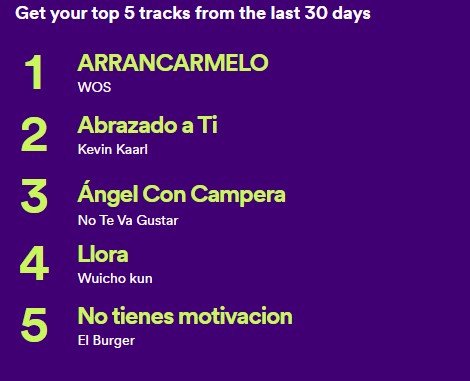 Get your top 5 tracks from the last 30 days
1 ARRANCARMELO
WOS
2 Abrazado a Ti
Kevin Kaarl
3 Ángel Con Campera
No Te Va Gustar
4 Llora
Wuicho kun
5 No tienes motivacion
El Burger